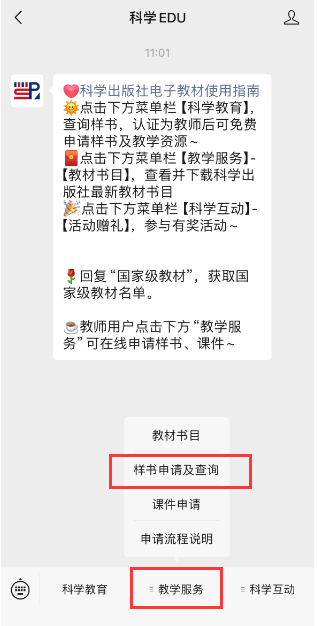 科学EDU
11:01
科学出版社电子教材使用指南
点击下方菜单栏【科学教育】,
查询样书，认证为教师后可免费
申请样书及教学资源~
点击下方菜单栏【教学服务】-
【教材书目】，查看并下载科学出
版社最新教材书目
点击下方菜单栏【科学互动】-
【活动赠礼】，参与有奖活动~
回复“国家级教材”，获取国
家级教材名单。
教师用户点击下方“教学服
务”可在线申请样书、课件~
教材书目
样书申请及查询
课件申请
申请流程说明
科学教育
教学服务
科学互动